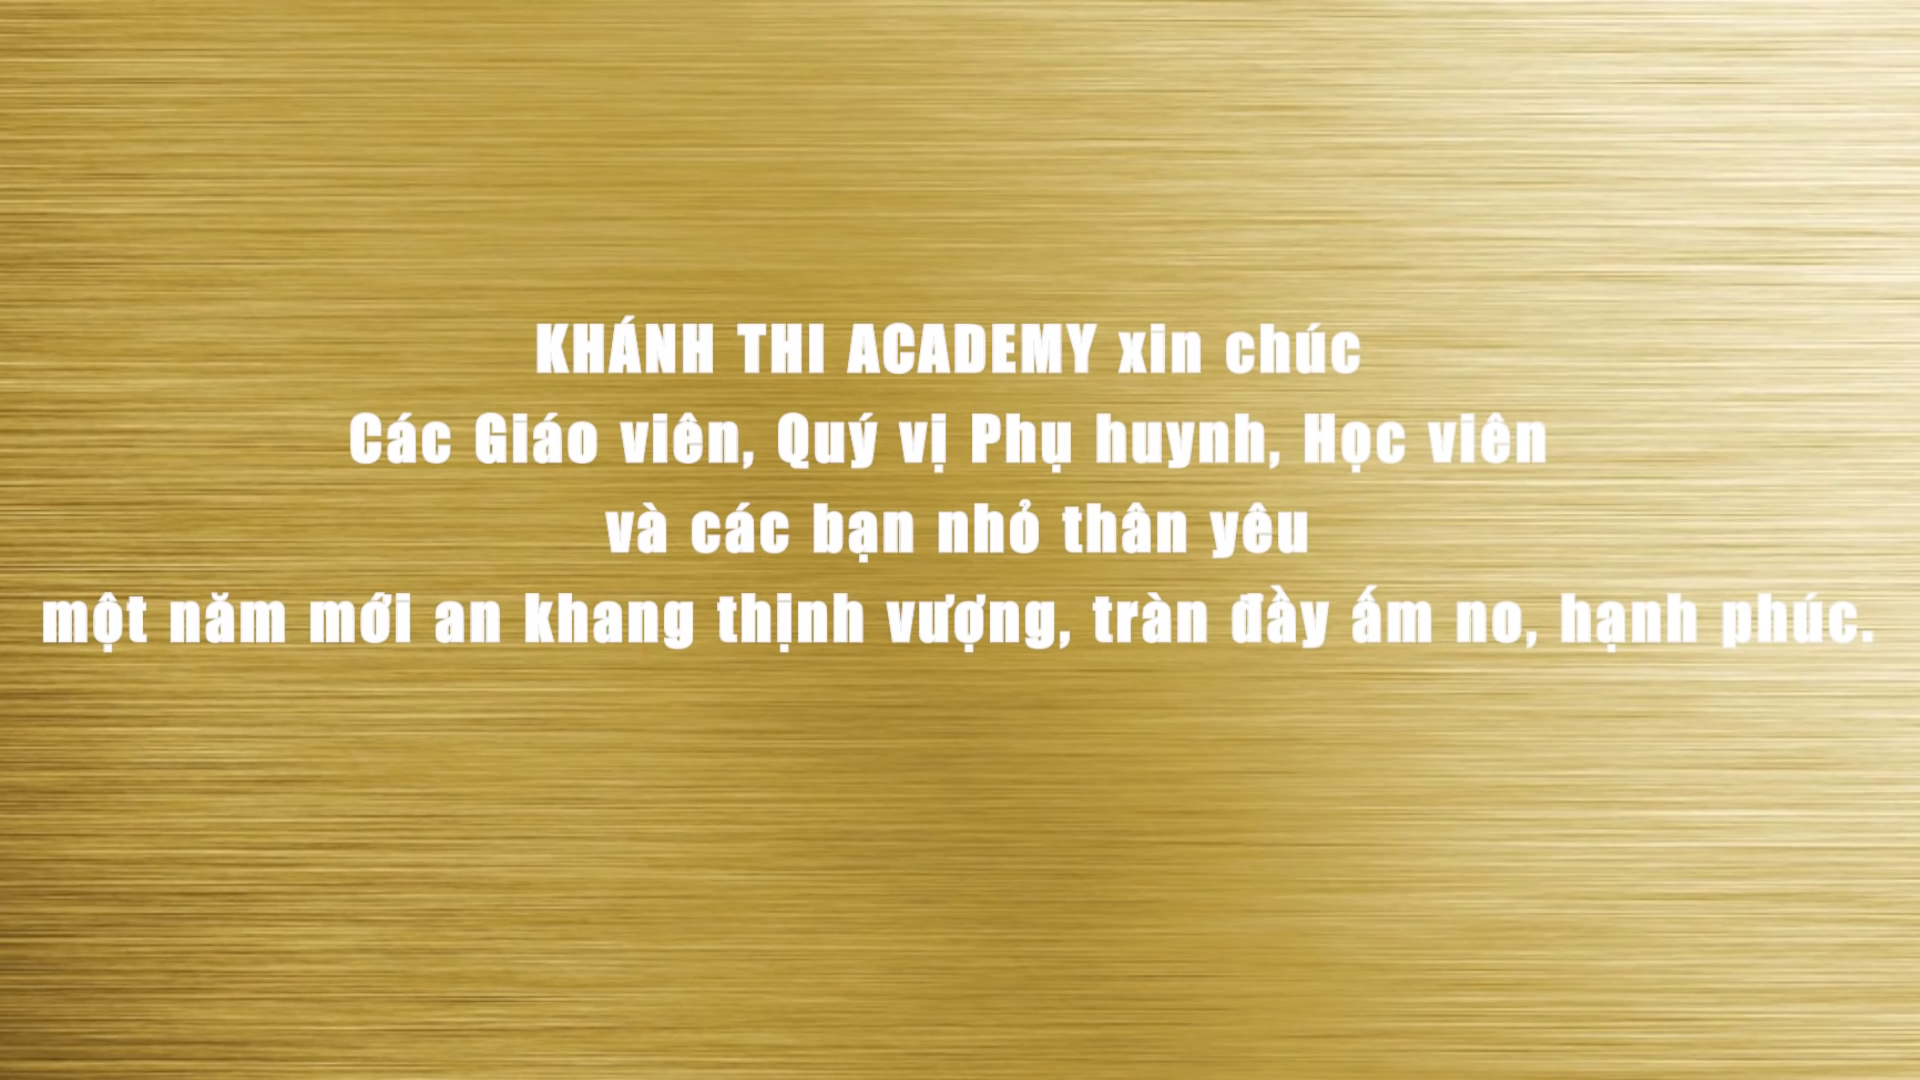 KHÁNH THI ACADEMY xin chúc
Các Giáo viên, Quý vị Phụ huynh, Học viên
và các bạn nhỏ thân yêu
một năm mới an khang thịnh vượng, tràn đầy ấm no, hạnh phúc.